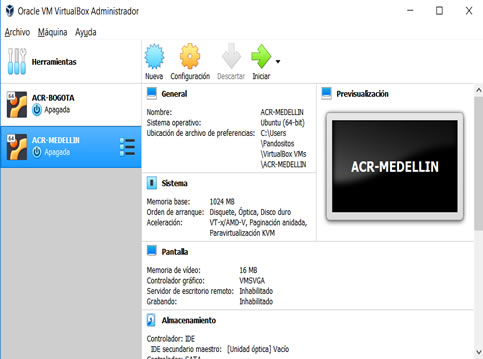 Oracle VM VirtualBox Administrador
Archivo Máquina Ayuda
Herramientas
64
ACR-BOGOTA
Apagada
64
ACR-MEDELLIN
Apagada
Nueva Configuración Descartar Iniciar
General
Nombre: ACR-MEDELLIN
Sistema operativo: Ubuntu (64-bit)
Ubicación de archivo de preferencias: C:\Users
\Pandositos
\VirtualBox VMs
\ACR-MEDELLIN
Previsualización
ACR-MEDELLIN
Sistema
Memoria base: 1024 MB
Orden de arranque: Disquete, Óptica, Disco duro
Aceleración: VT-x/AMD-V, Paginación anidada,
Paravirtualización KVM
Pantalla
Memoria de vídeo: 16 MB
Controlador gráfico: VMSVGA
Servidor de escritorio remoto: Inhabilitado
Grabando: Inhabilitado
Almacenamiento
Controlador: IDE
IDE secundario maestro: [Unidad óptica] Vacío
Controlador: SATA